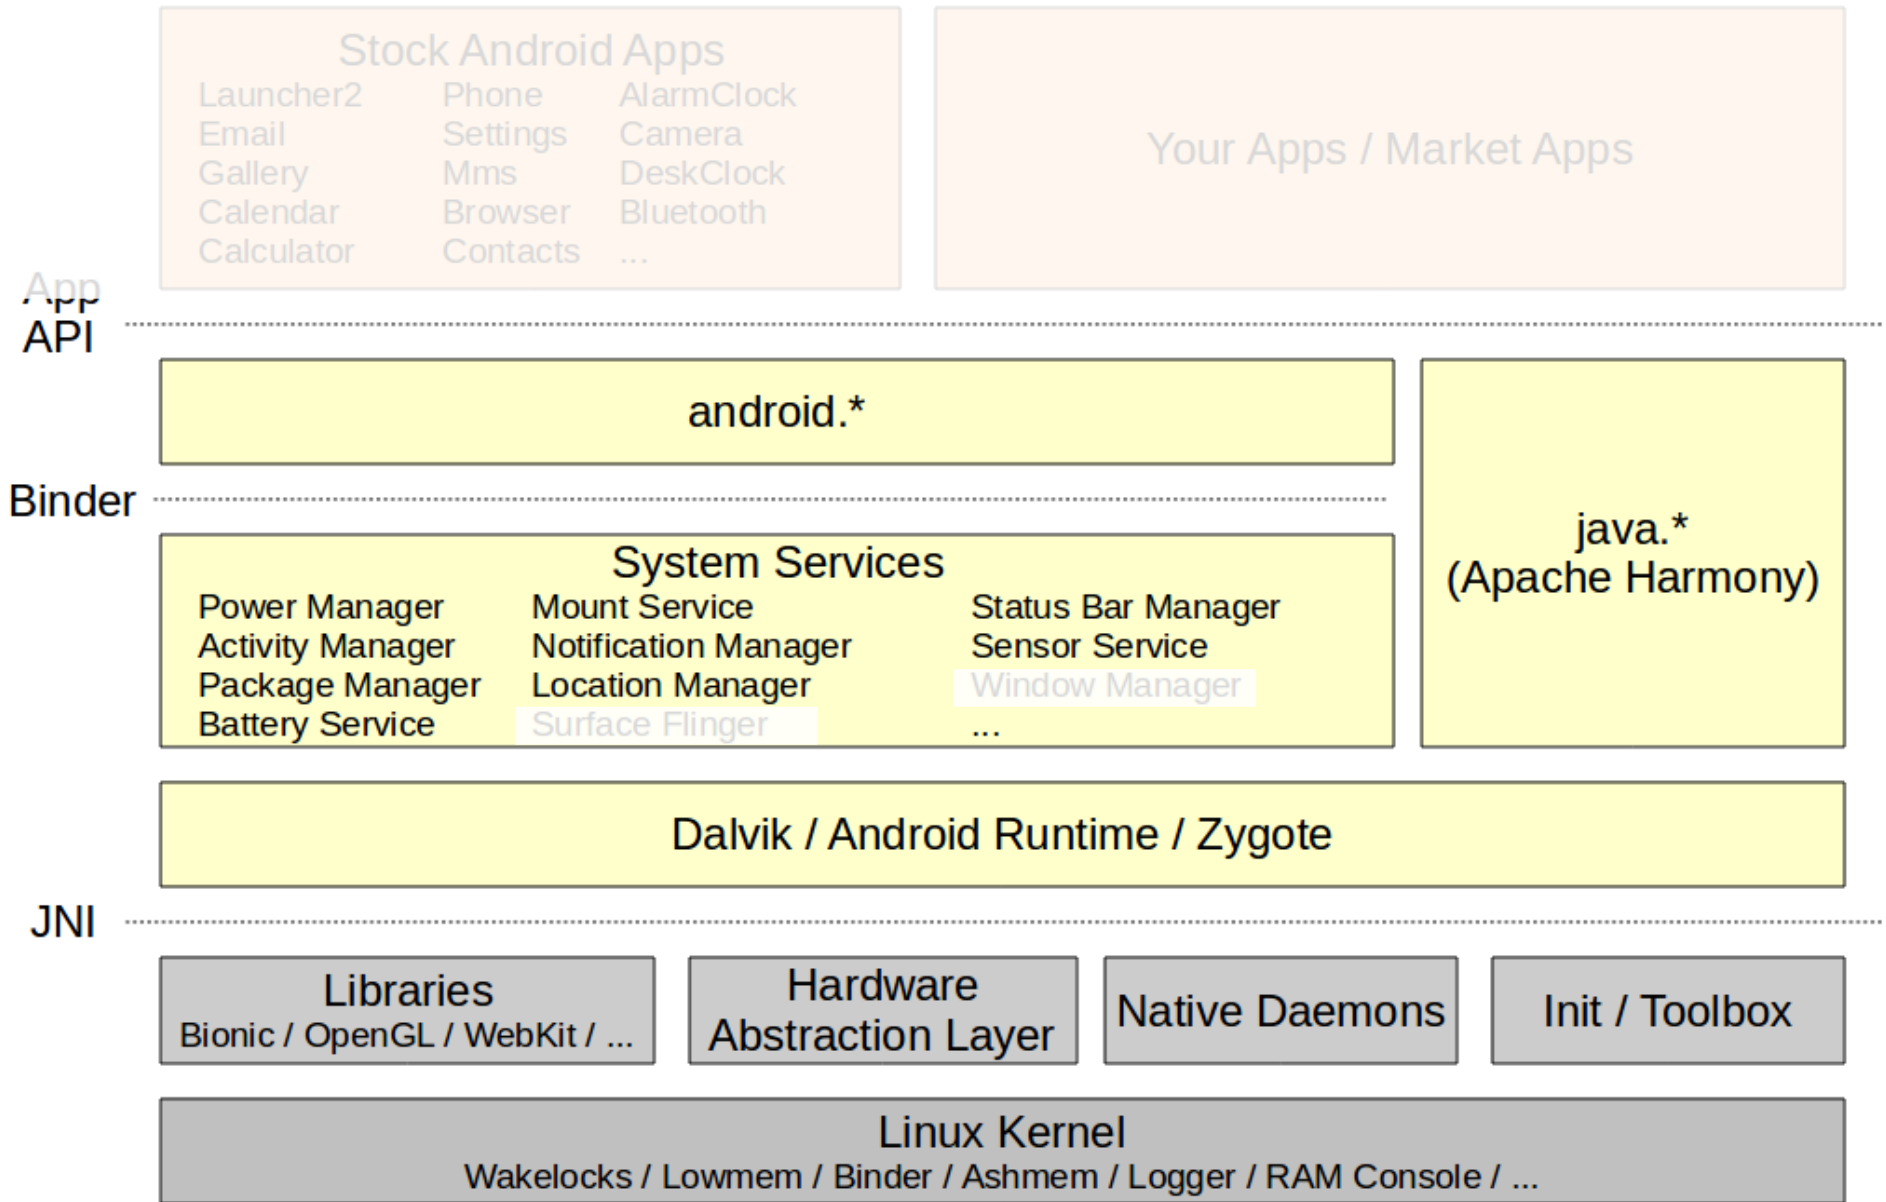 Stock Android Apps
Launcher2 Phone AlarmClock
Email Settings Camera
Gallery Mms DeskClock
Calendar Browser Bluetooth
Calculator Contacts ...
Your Apps / Market Apps
App
API
android.*
java.*
(Apache Harmony)
Binder
System Services
Power Manager Mount Service Status Bar Manager
Activity Manager Notification Manager Sensor Service
Package Manager Location Manager Window Manager
Battery Service Surface Flinger ...
Dalvik / Android Runtime / Zygote
JNI
Libraries
Bionic / OpenGL / WebKit / ...
Hardware
Abstraction Layer
Native Daemons
Init / Toolbox
Linux Kernel
Wakelocks / Lowmem / Binder / Ashmem / Logger / RAM Console / ...